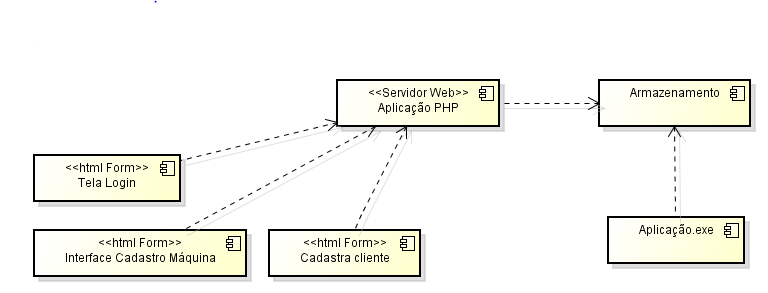 <<Servidor Web>>
Aplicação PHP
Armazenamento
<<html Form>>
Tela Login
<<html Form>>
Interface Cadastro Máquina
<<html Form>>
Cadastra cliente
Aplicação.exe